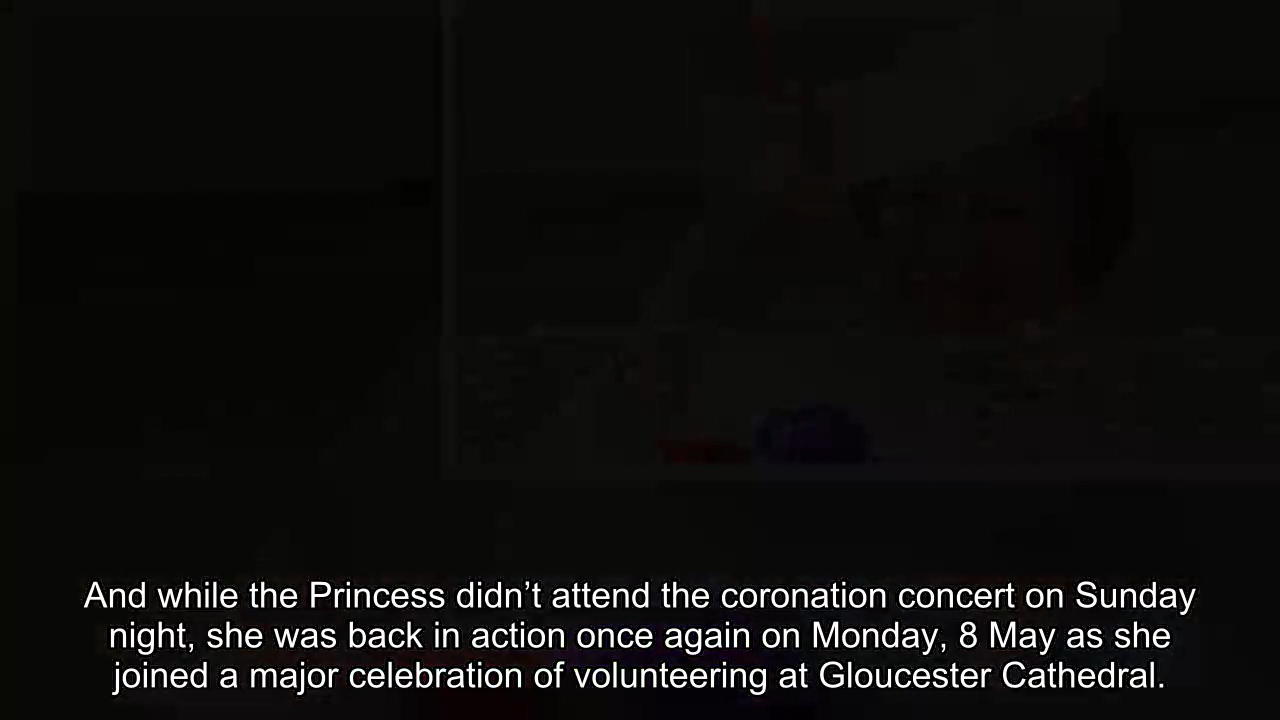 And while the Princess didn’t attend the coronation concert on Sunday
night, she was back in action once again on Monday, 8 May as she
joined a major celebration of volunteering at Gloucester Cathedral.